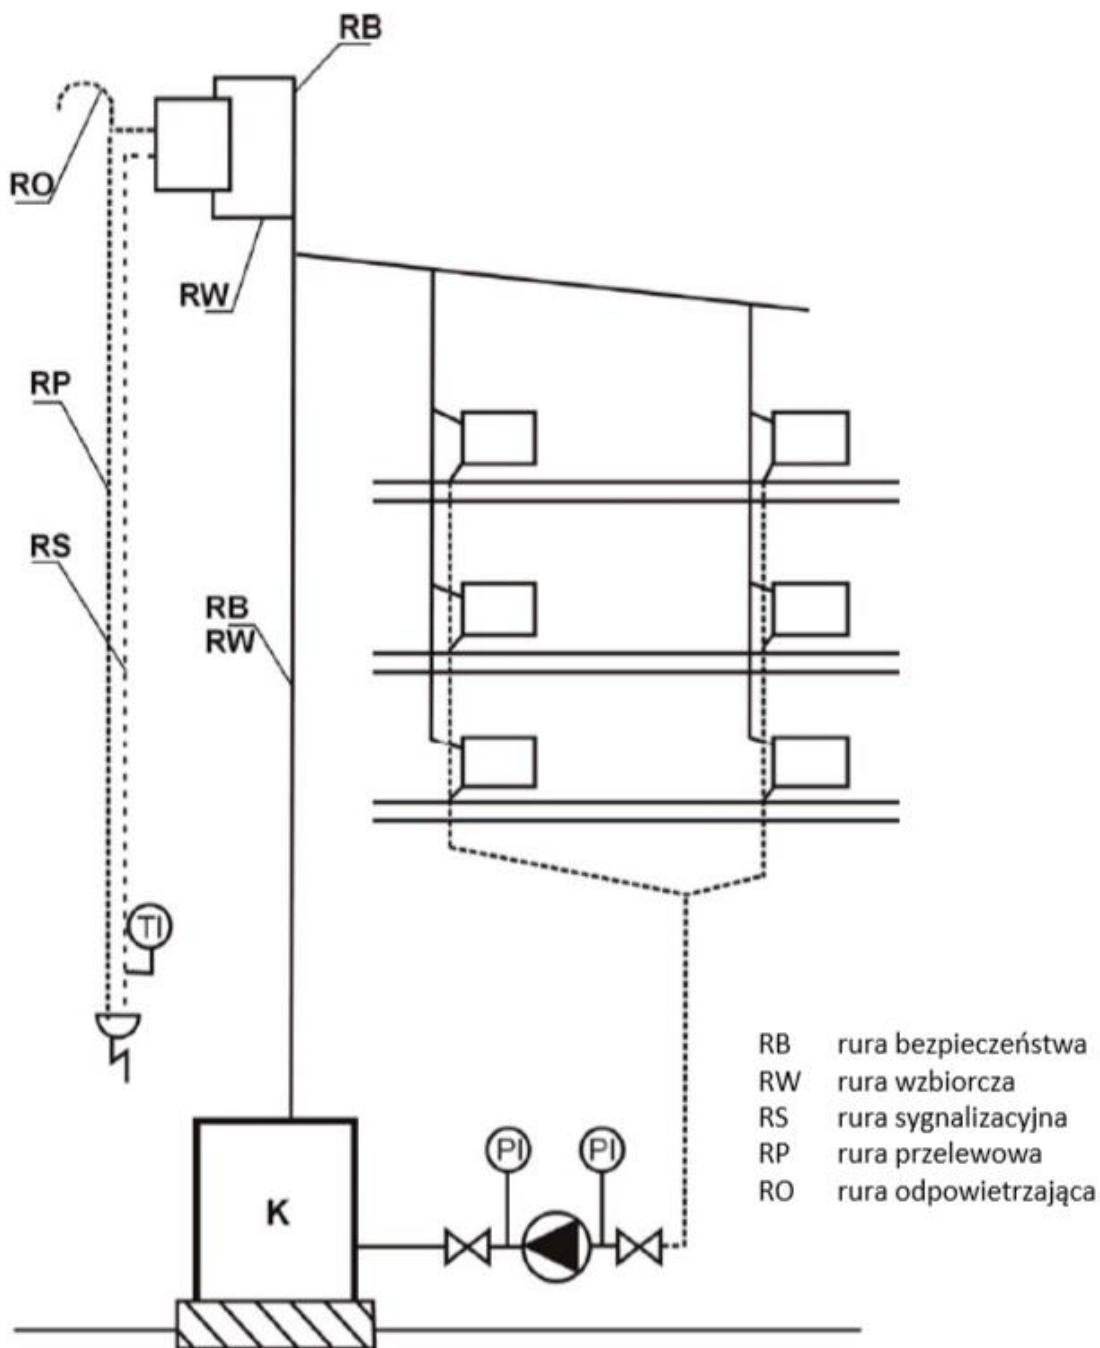 RB
RO
RW
RP
RS
RB
RW
TI
PI
PI
K
RB rura bezpieczeństwa
RW rura wzbiorcza
RS rura sygnalizacyjna
RP rura przelewowa
RO rura odpowietrzająca